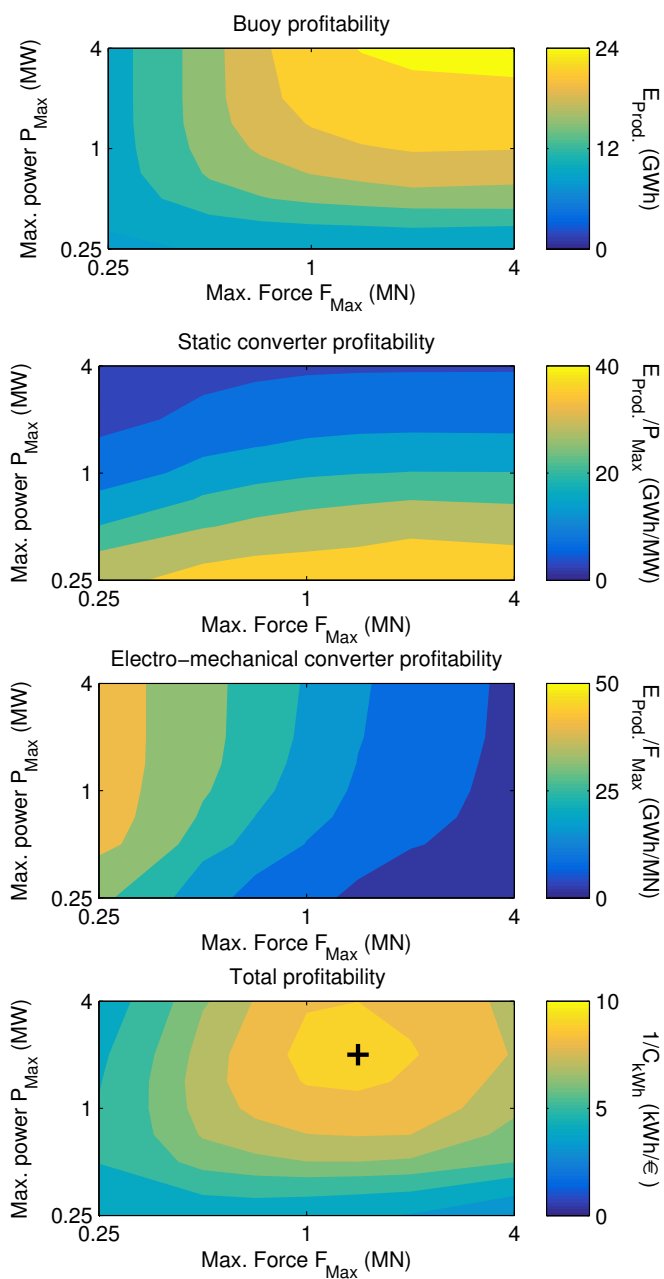 Buoy profitability
4
1
0.25
Max. power P_Max (MW)
0.25 1 4
Max. Force F_Max (MN)
24
12
0
E_Prod. (GWh)
Static converter profitability
4
1
0.25
Max. power P_Max (MW)
0.25 1 4
Max. Force F_Max (MN)
40
20
0
E_Prod./P_Max (GWh/MW)
Electro-mechanical converter profitability
4
1
0.25
Max. power P_Max (MW)
0.25 1 4
Max. Force F_Max (MN)
50
25
0
E_Prod./F_Max (GWh/MN)
Total profitability
4
1
0.25
Max. power P_Max (MW)
0.25 1 4
Max. Force F_Max (MN)
10
5
0
1/C_kWh (kWh/€)